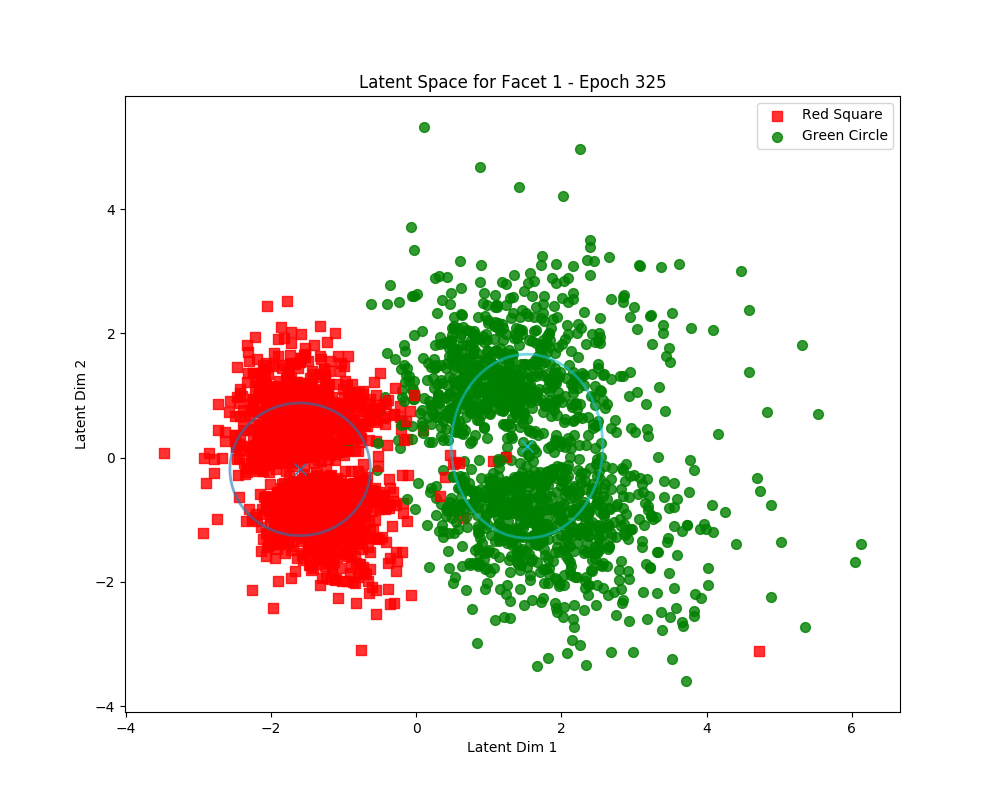 Latent Space for Facet 1 - Epoch 325
Red Square
Green Circle
Latent Dim 2
4
2
0
−2
−4
−4
−2
0
2
4
6
Latent Dim 1